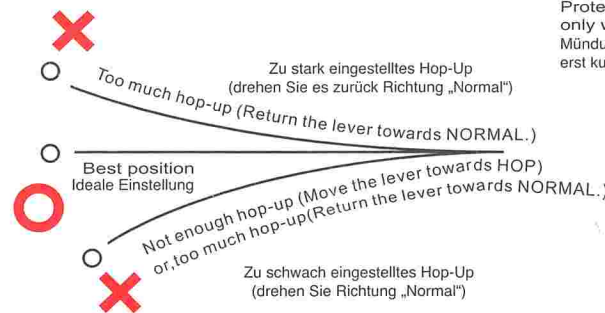 Prote
only v
Mündu
erst ku
Zu stark eingestelltes Hop-Up
(drehen Sie es zurück Richtung „Normal“)
Too much hop-up (Return the lever towards NORMAL.)
Best position
Ideale Einstellung
Not enough hop-up (Move the lever towards HOP)
or,too much hop-up(Return the lever towards NORMAL.)
Zu schwach eingestelltes Hop-Up
(drehen Sie Richtung „Normal“)